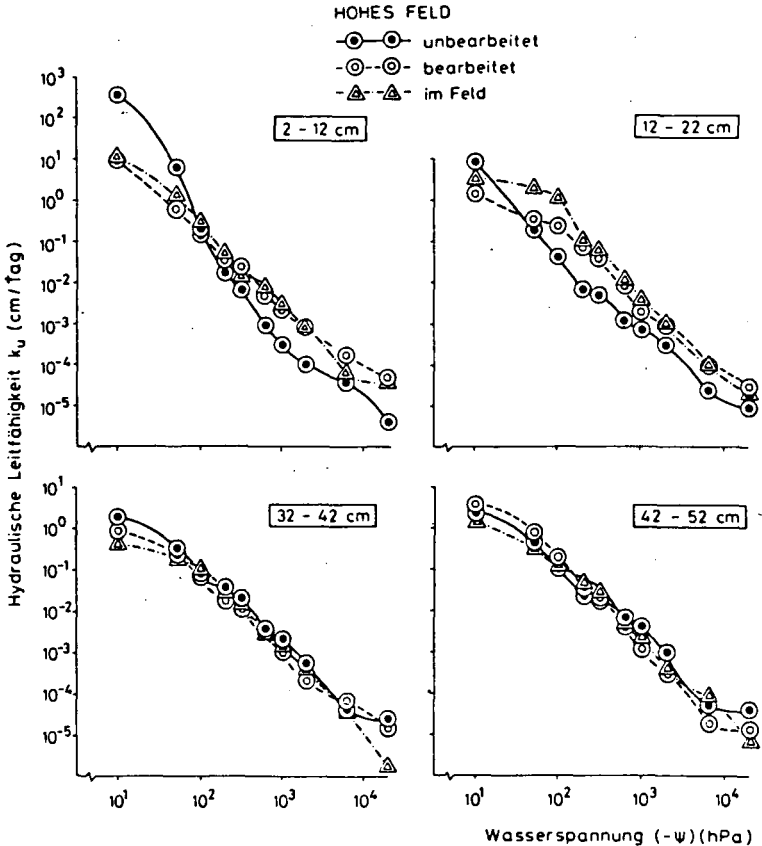 HOHES FELD
unbearbeitet
bearbeitet
im Feld
2 - 12 cm
12 - 22 cm
10³
10²
10¹
10⁰
10⁻¹
10⁻²
10⁻³
10⁻⁴
10⁻⁵
Hydraulische Leitfähigkeit kᵤ (cm/Tag)
32 - 42 cm
42 - 52 cm
10¹
10⁰
10⁻¹
10⁻²
10⁻³
10⁻⁴
10⁻⁵
10¹ 10² 10³ 10⁴ 10¹ 10² 10³ 10⁴
Wasserspannung (-Ψ) (hPa)